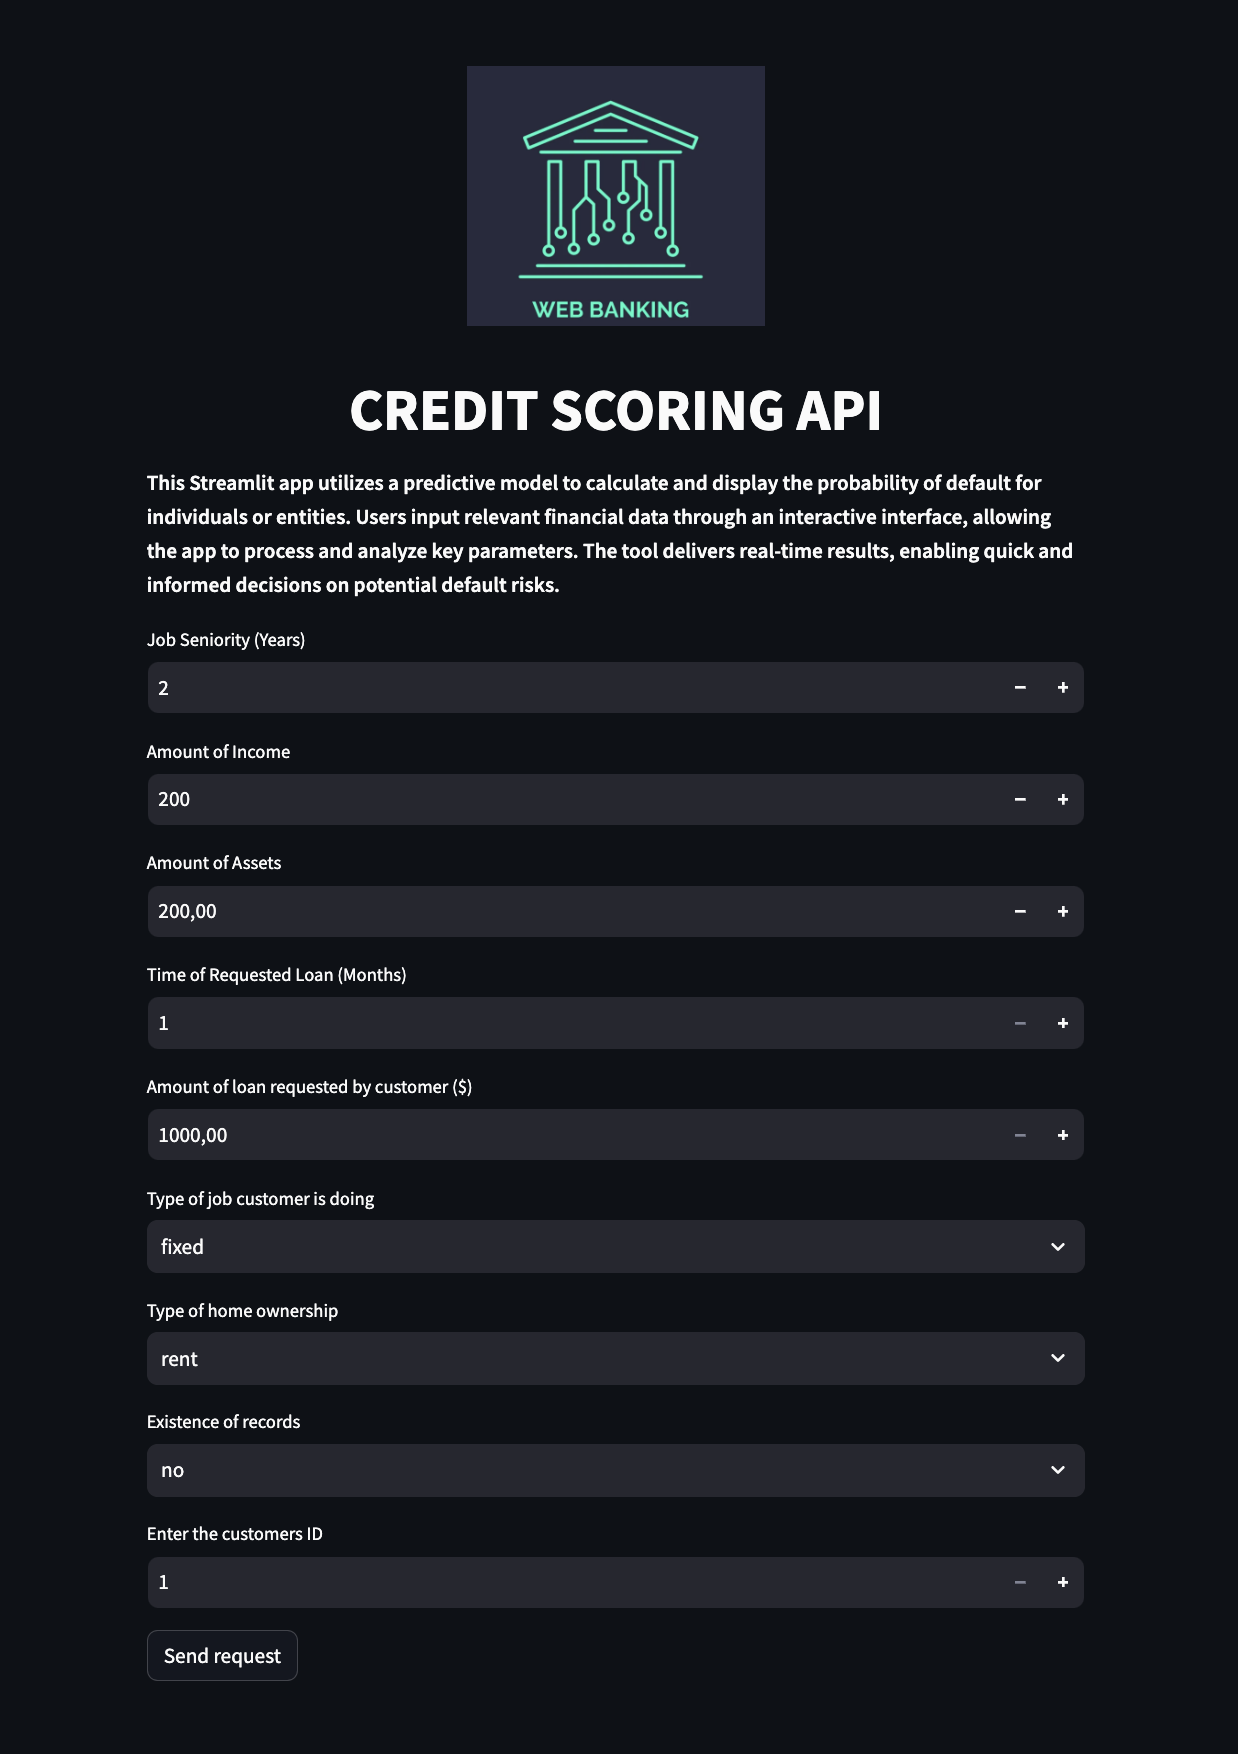 WEB BANKING
CREDIT SCORING API
This Streamlit app utilizes a predictive model to calculate and display the probability of default for
individuals or entities. Users input relevant financial data through an interactive interface, allowing
the app to process and analyze key parameters. The tool delivers real-time results, enabling quick and
informed decisions on potential default risks.
Job Seniority (Years)
2
Amount of Income
200
Amount of Assets
200,00
Time of Requested Loan (Months)
1
Amount of loan requested by customer ($)
1000,00
Type of job customer is doing
fixed
Type of home ownership
rent
Existence of records
no
Enter the customers ID
1
Send request